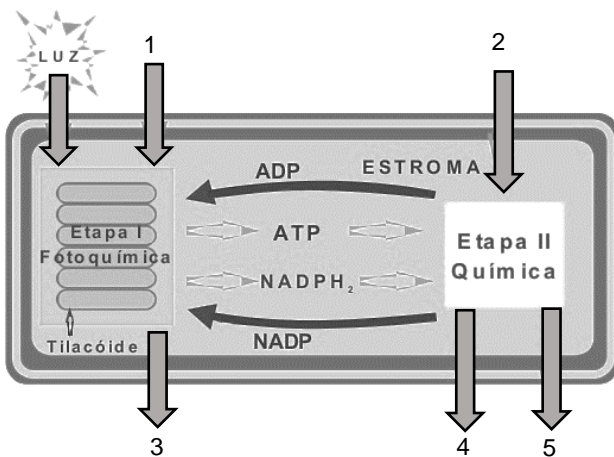 LUZ
1
2
ADP
ESTROMA
Etapa I
Fotoquímica
ATP
Etapa II
Química
NADPH₂
NADP
Tilacóide
3
4
5